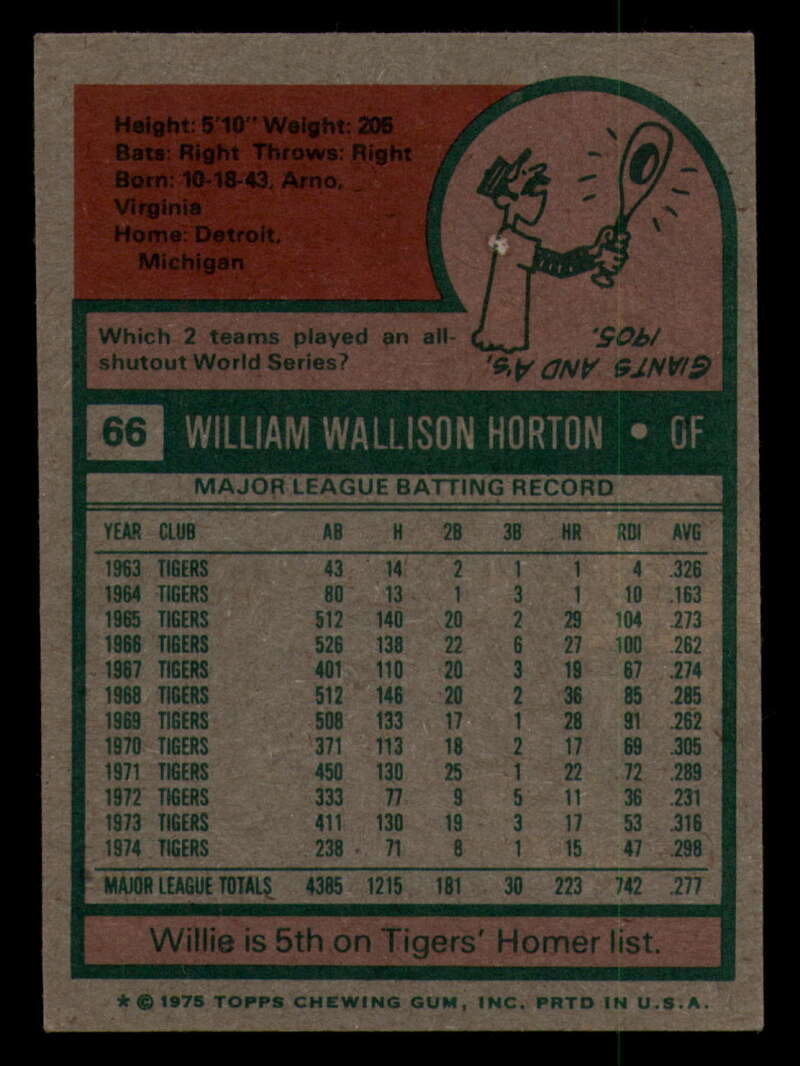 Height: 5'10" Weight: 206
Bats: Right Throws: Right
Born: 10-18-43, Arno,
Virginia
Home: Detroit,
Michigan
Which 2 teams played an all-
shutout World Series?
GIANTS AND A'S,
1905.
66 WILLIAM WALLISON HORTON • OF
MAJOR LEAGUE BATTING RECORD
YEAR CLUB AB H 2B 3B HR RBI AVG
1963 TIGERS 43 14 2 1 1 4 .326
1964 TIGERS 80 13 1 3 1 10 .163
1965 TIGERS 512 140 20 2 29 104 .273
1966 TIGERS 526 138 22 6 27 100 .262
1967 TIGERS 401 110 20 3 19 67 .274
1968 TIGERS 512 146 20 2 36 85 .285
1969 TIGERS 508 133 17 1 28 91 .262
1970 TIGERS 371 113 18 2 17 69 .305
1971 TIGERS 450 130 25 1 22 72 .289
1972 TIGERS 333 77 9 5 11 36 .231
1973 TIGERS 411 130 19 3 17 53 .316
1974 TIGERS 238 71 8 1 15 47 .298
MAJOR LEAGUE TOTALS 4385 1215 181 30 223 742 .277
Willie is 5th on Tigers' Homer list.
* © 1975 TOPPS CHEWING GUM, INC. PRTD IN U.S.A.